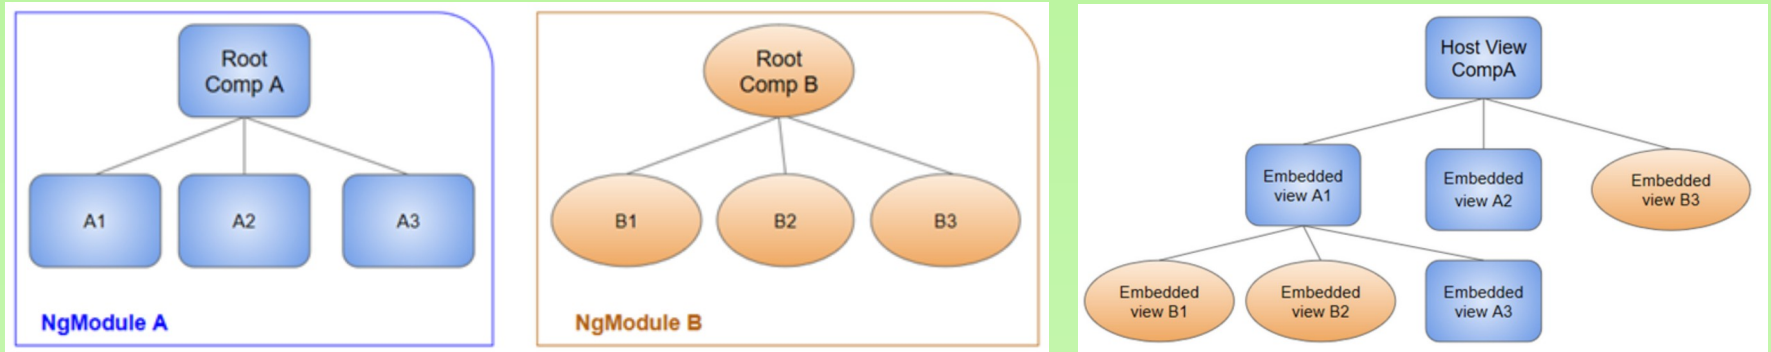 Root
Comp A
A1
A2
A3
NgModule A
Root
Comp B
B1
B2
B3
NgModule B
Host View
CompA
Embedded
view A1
Embedded
view A2
Embedded
view B3
Embedded
view B1
Embedded
view B2
Embedded
view A3